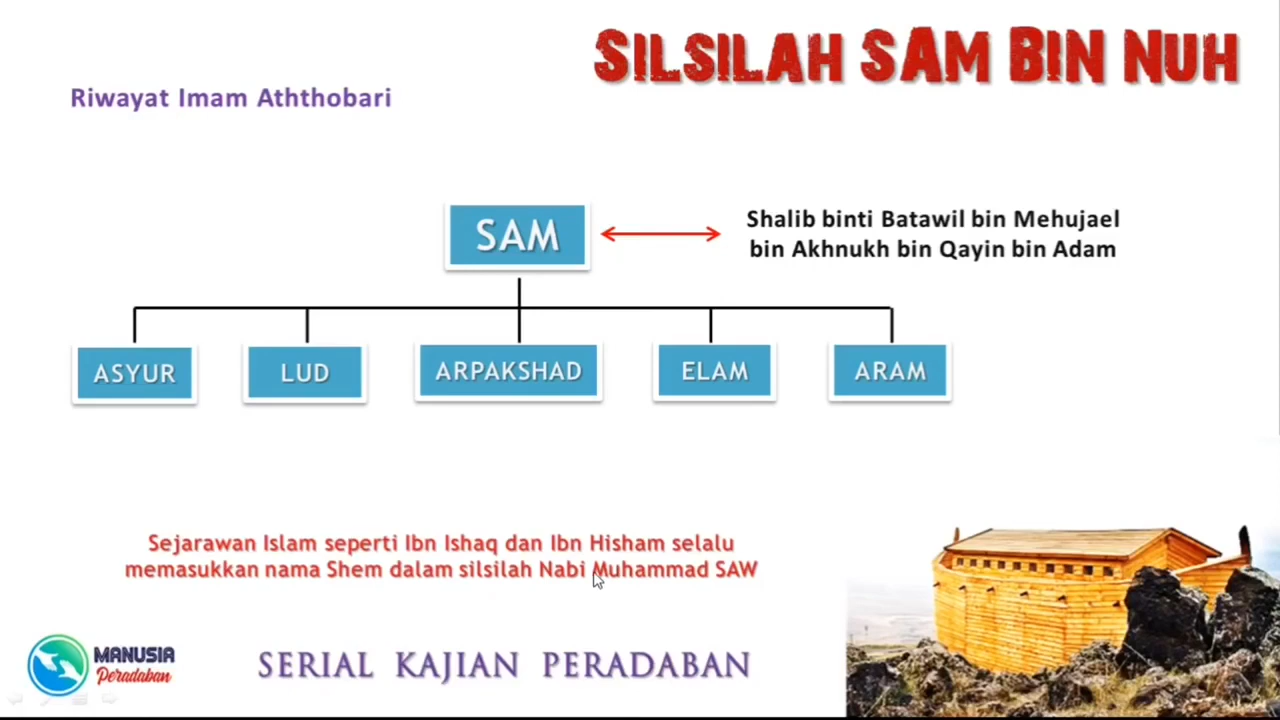 SILSILAH SAM BIN NUH
Riwayat Imam Aththobari
SAM
Shalib binti Batawil bin Mehujael
bin Akhnukh bin Qayin bin Adam
ASYUR
LUD
ARPAKSHAD
ELAM
ARAM
Sejarawan Islam seperti Ibn Ishaq dan Ibn Hisham selalu
memasukkan nama Shem dalam silsilah Nabi Muhammad SAW
MANUSIA
Peradaban
SERIAL KAJIAN PERADABAN